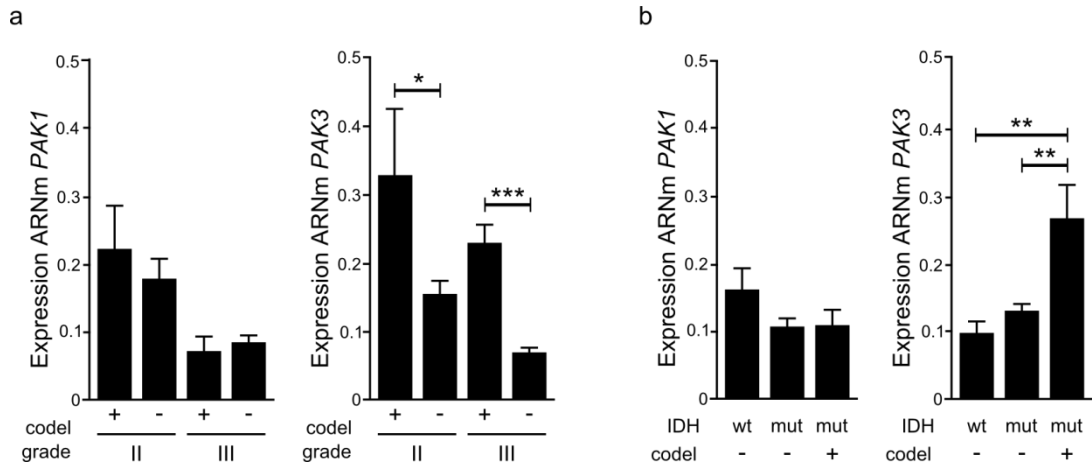 a
b
Expression ARNm PAK1
0.5
0.4
0.3
0.2
0.1
0
+ - + -
codel
grade
II III
Expression ARNm PAK3
0.5
0.4
0.3
0.2
0.1
0
*
***
+ - + -
II III
Expression ARNm PAK1
0.5
0.4
0.3
0.2
0.1
0
IDH wt mut mut
codel - - +
Expression ARNm PAK3
0.5
0.4
0.3
0.2
0.1
0
**
**
IDH wt mut mut
codel - - +